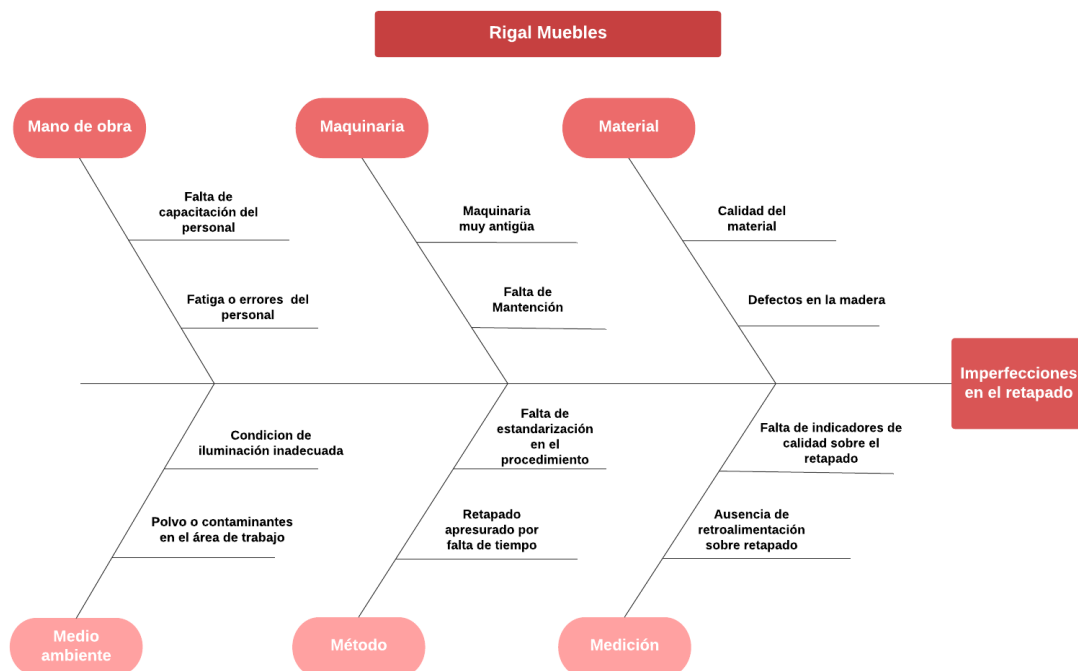 Rigal Muebles
Mano de obra
Maquinaria
Material
Falta de
capacitación del
personal
Maquinaria
muy antigüa
Calidad del
material
Fatiga o errores del
personal
Falta de
Mantención
Defectos en la madera
Imperfecciones
en el retapado
Condicion de
iluminación inadecuada
Falta de
estandarización
en el
procedimiento
Falta de indicadores de
calidad sobre el
retapado
Polvo o contaminantes
en el área de trabajo
Retapado
apresurado por
falta de tiempo
Ausencia de
retroalimentación
sobre retapado
Medio
ambiente
Método
Medición